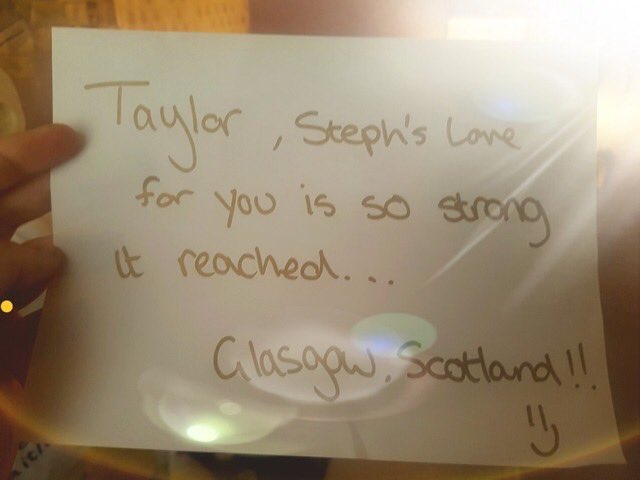 Taylor, Steph's Love
for you is so strong
it reached...
Glasgow, Scotland!!
=)